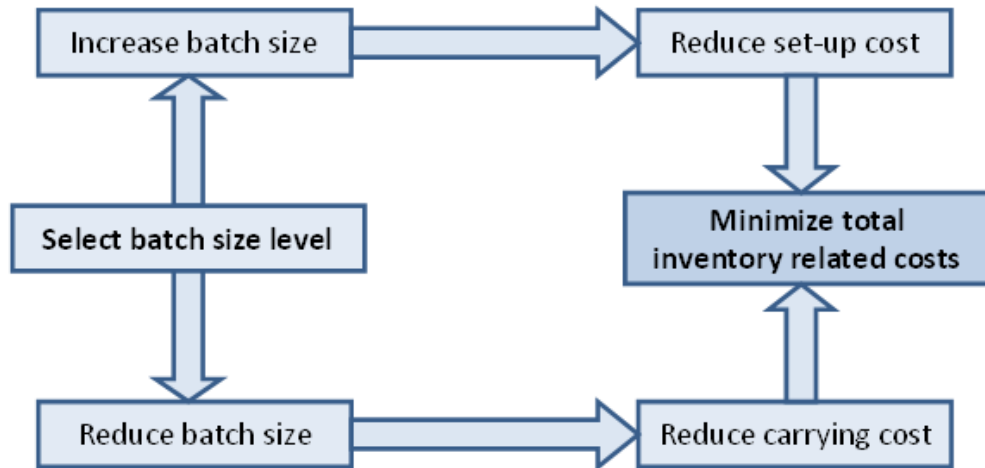 Increase batch size
Reduce set-up cost
Select batch size level
Minimize total
inventory related costs
Reduce batch size
Reduce carrying cost